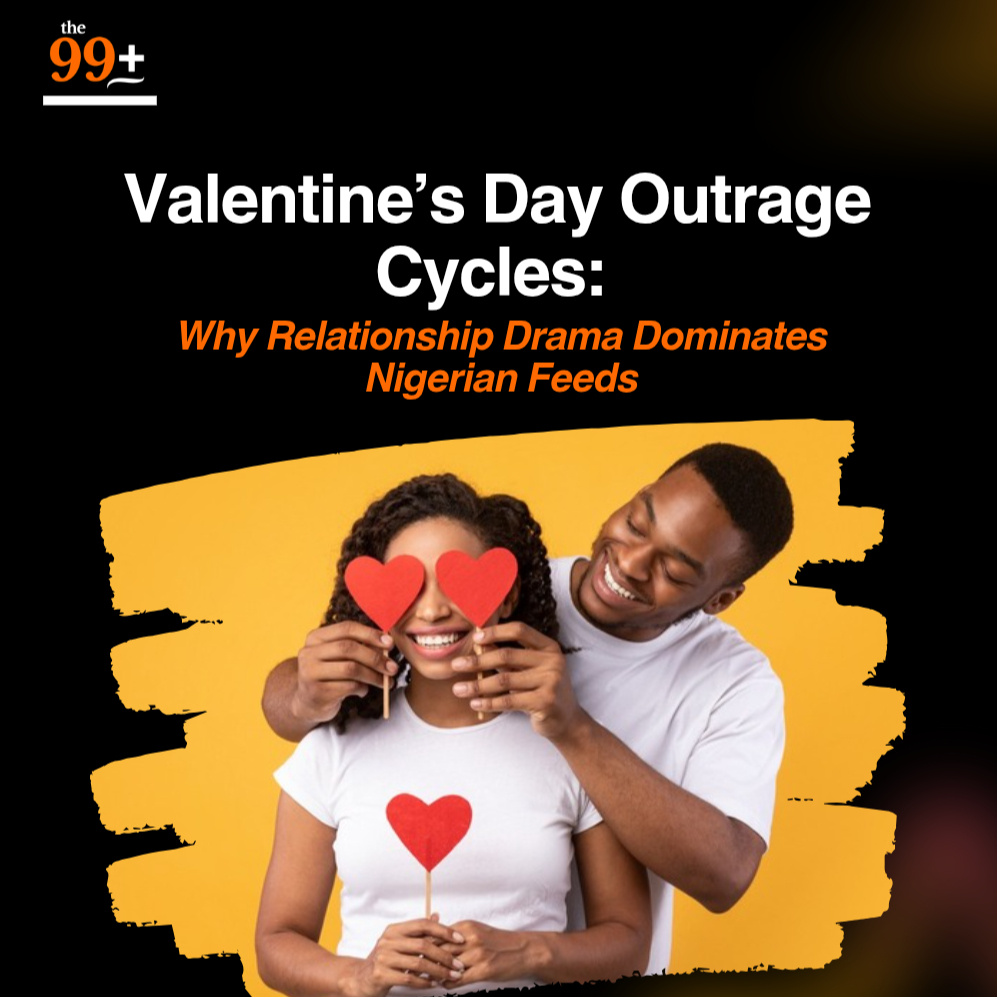 the
99+
Valentine’s Day Outrage
Cycles:
Why Relationship Drama Dominates
Nigerian Feeds